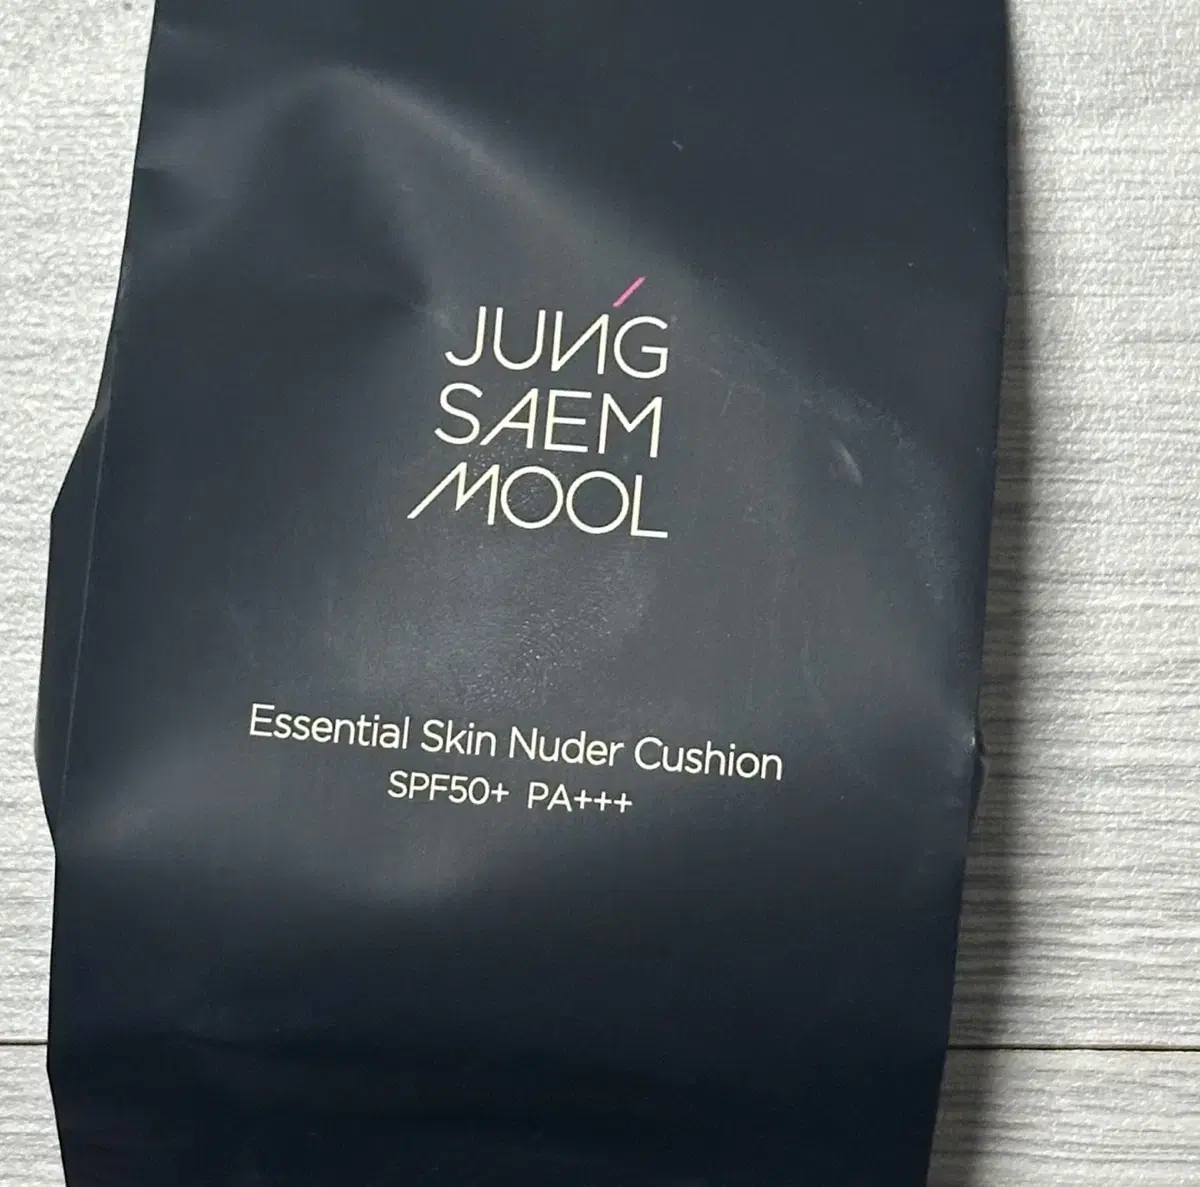 JUNG
SAEM
MOOL
Essential Skin Nuder Cushion
SPF50+ PA+++